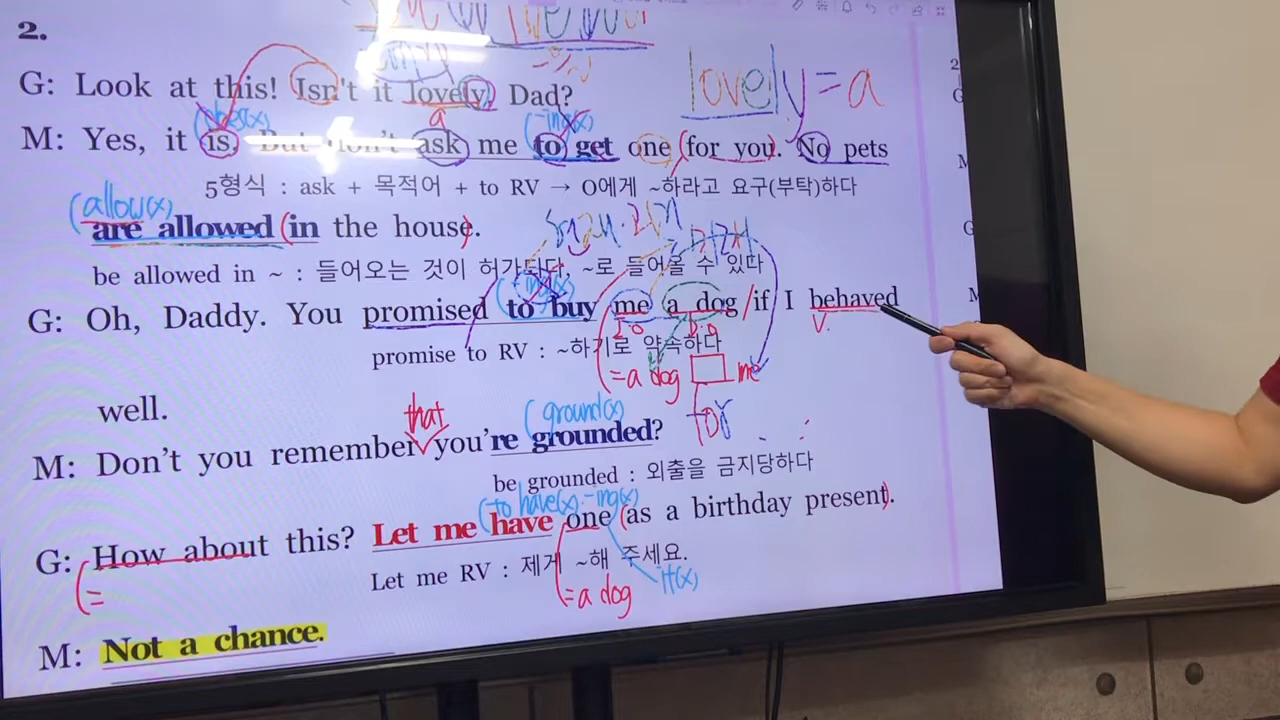 2.
G: Look at this! Isn't it lovely, Dad?
lovely = a
a
M: Yes, it is. But don't ask me to get one (for you). No pets
5형식 : ask + 목적어 + to RV → O에게 ~하라고 요구(부탁)하다
(allow(x)
are allowed (in the house).
be allowed in ~ : 들어오는 것이 허가되다, ~로 들어올 수 있다
(-ing(x)
G: Oh, Daddy. You promised to buy me a dog / if I behaved
I·O D·O V.
promise to RV : ~하기로 약속하다
= a dog me
for
well.
that
(ground(x)
M: Don't you remember you're grounded?
be grounded : 외출을 금지당하다
(to have(x) -ing(x)
G: How about this? Let me have one (as a birthday present).
Let me RV : 제게 ~해 주세요.
=
= a dog
it(x)
M: Not a chance.